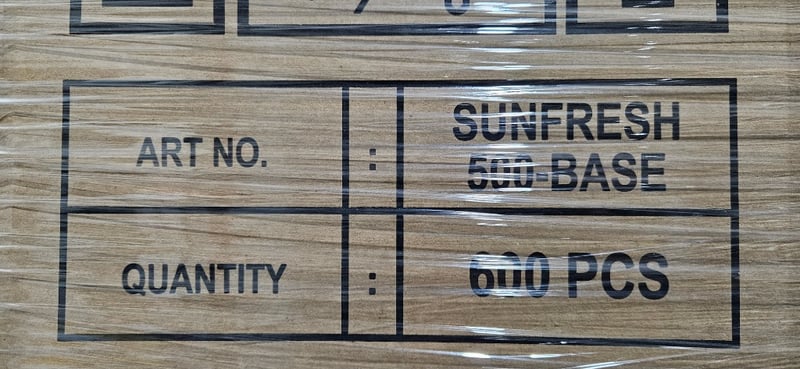 ART NO. : SUNFRESH
500-BASE
QUANTITY : 600 PCS